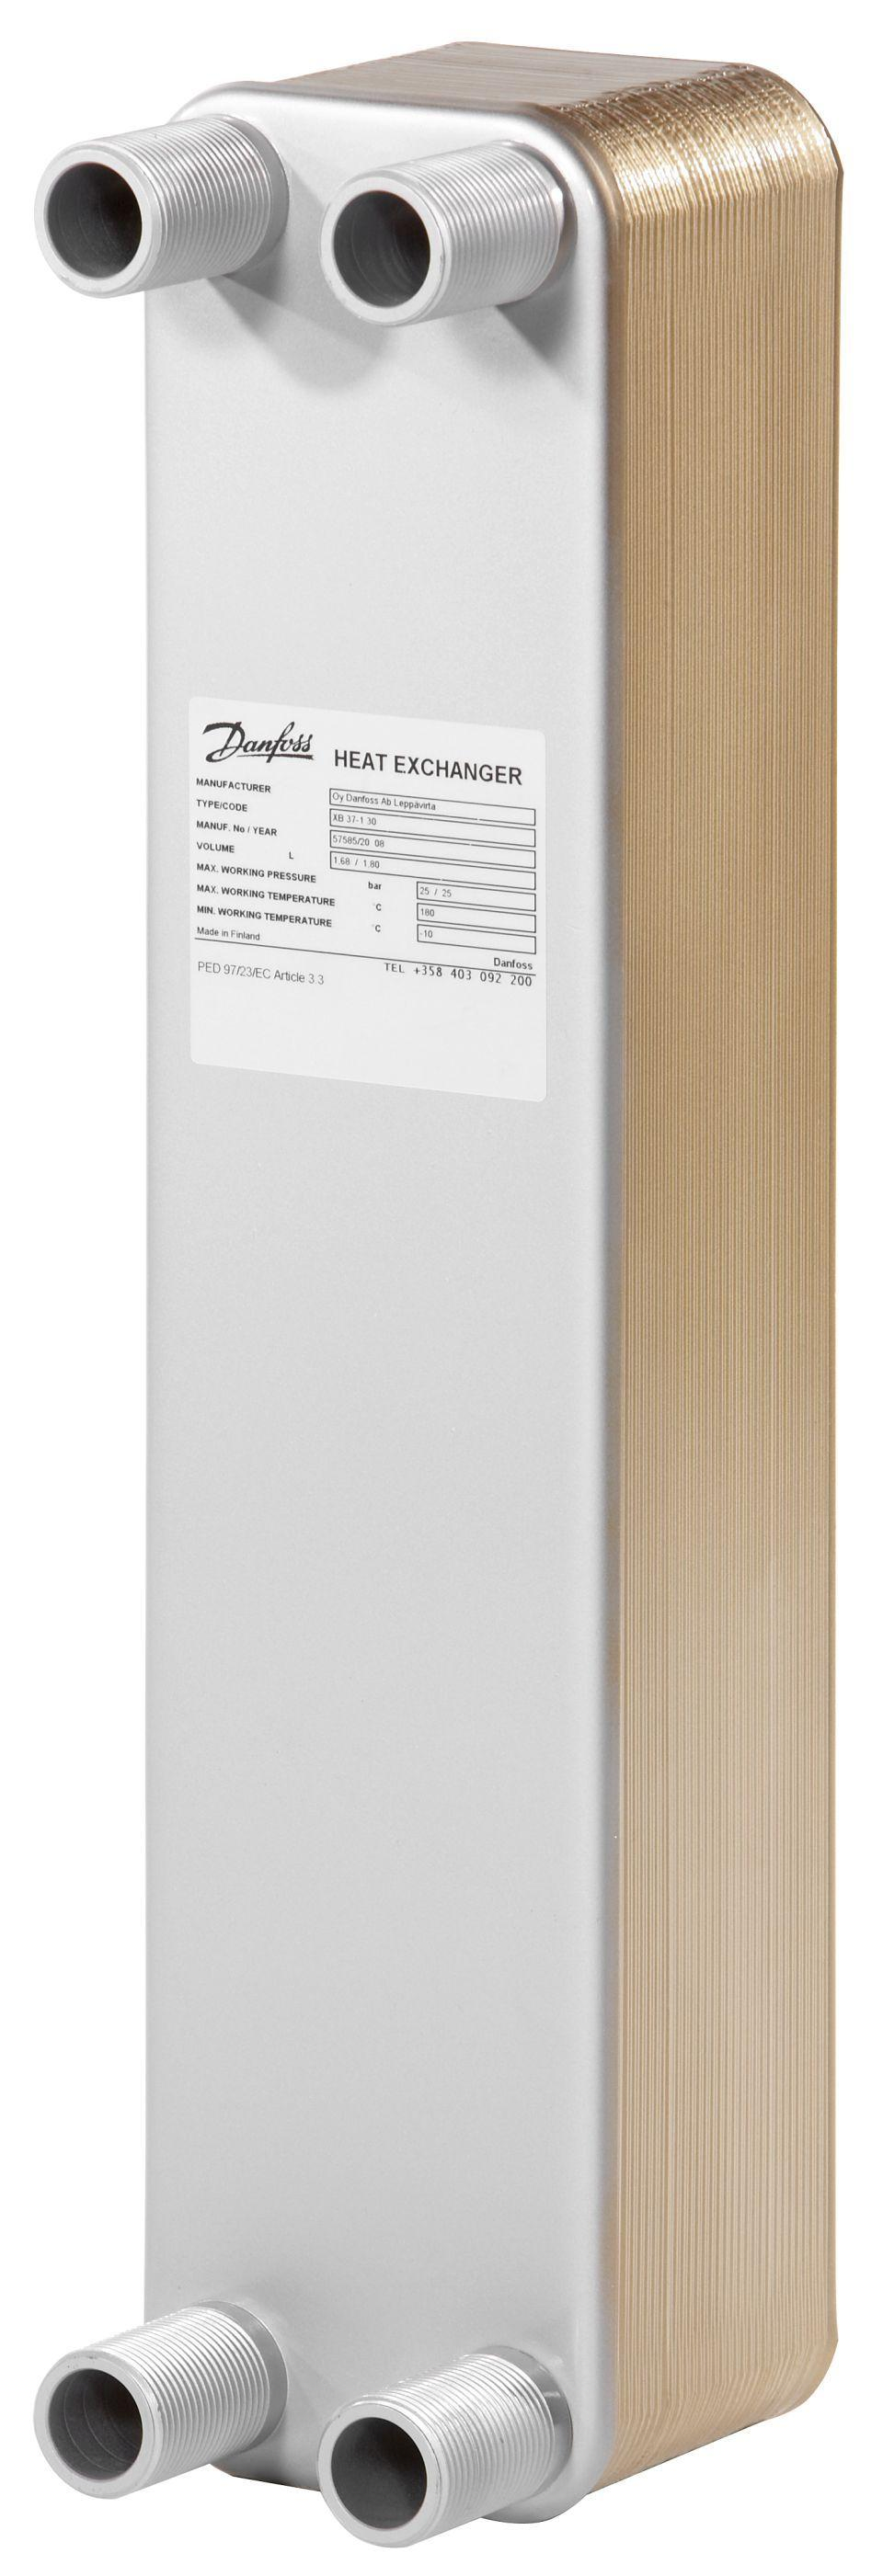 Danfoss HEAT EXCHANGER
MANUFACTURER Oy Danfoss Ab Leppävirta
TYPE/CODE XB 37-1 30
MANUF. No / YEAR 57585/20 08
VOLUME L 1.68 / 1.80
MAX. WORKING PRESSURE bar 25 / 25
MAX. WORKING TEMPERATURE °C 180
MIN. WORKING TEMPERATURE °C -10
Made in Finland Danfoss
PED 97/23/EC Article 3.3 TEL +358 403 092 200